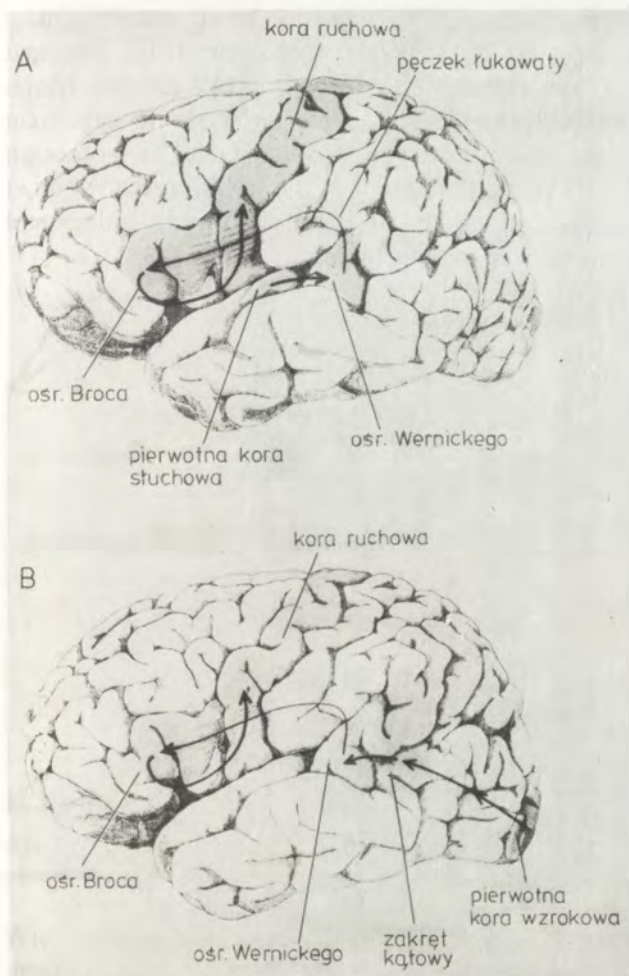 kora ruchowa
A
pęczek łukowaty
ośr. Broca
ośr. Wernickego
pierwotna kora
słuchowa
kora ruchowa
B
ośr. Broca
pierwotna
kora wzrokowa
ośr. Wernickego
zakręt
kątowy